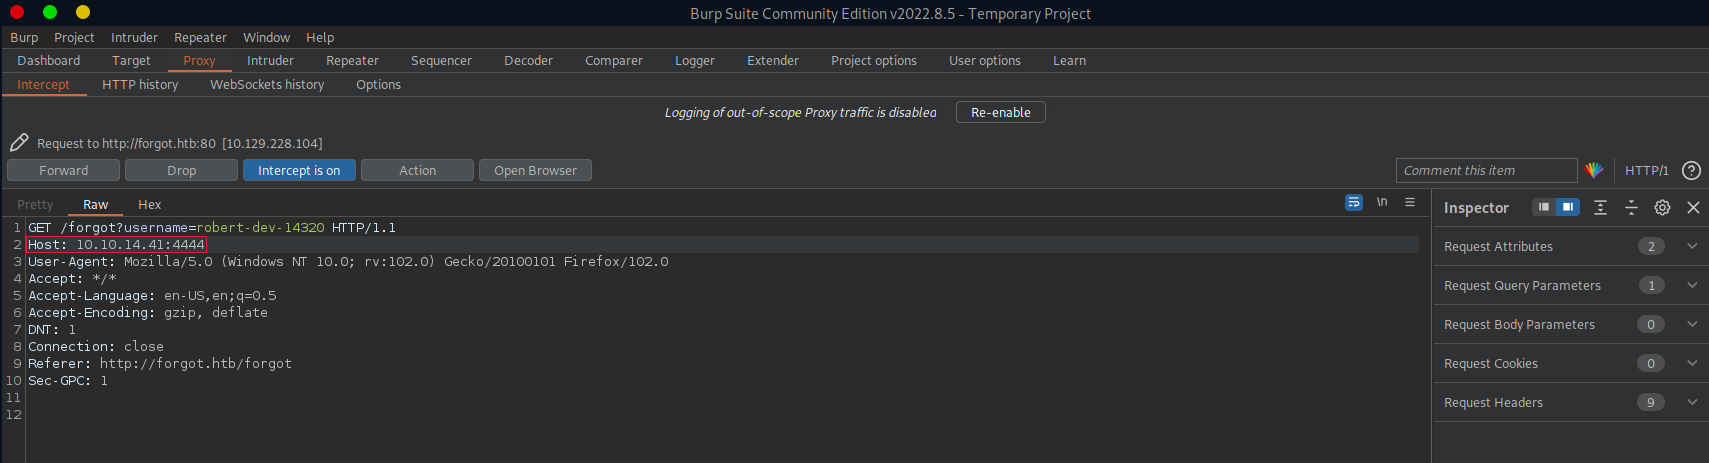 Burp Suite Community Edition v2022.8.5 - Temporary Project
Burp Project Intruder Repeater Window Help
Dashboard Target Proxy Intruder Repeater Sequencer Decoder Comparer Logger Extender Project options User options Learn
Intercept HTTP history WebSockets history Options
Logging of out-of-scope Proxy traffic is disabled Re-enable
Request to http://forgot.htb:80 [10.129.228.104]
Forward Drop Intercept is on Action Open Browser Comment this item HTTP/1 ?
Pretty Raw Hex \n Inspector
1 GET /forgot?username=robert-dev-14320 HTTP/1.1
2 Host: 10.10.14.41:4444
3 User-Agent: Mozilla/5.0 (Windows NT 10.0; rv:102.0) Gecko/20100101 Firefox/102.0
4 Accept: */*
5 Accept-Language: en-US,en;q=0.5
6 Accept-Encoding: gzip, deflate
7 DNT: 1
8 Connection: close
9 Referer: http://forgot.htb/forgot
10 Sec-GPC: 1
11
12
Request Attributes 2
Request Query Parameters 1
Request Body Parameters 0
Request Cookies 0
Request Headers 9